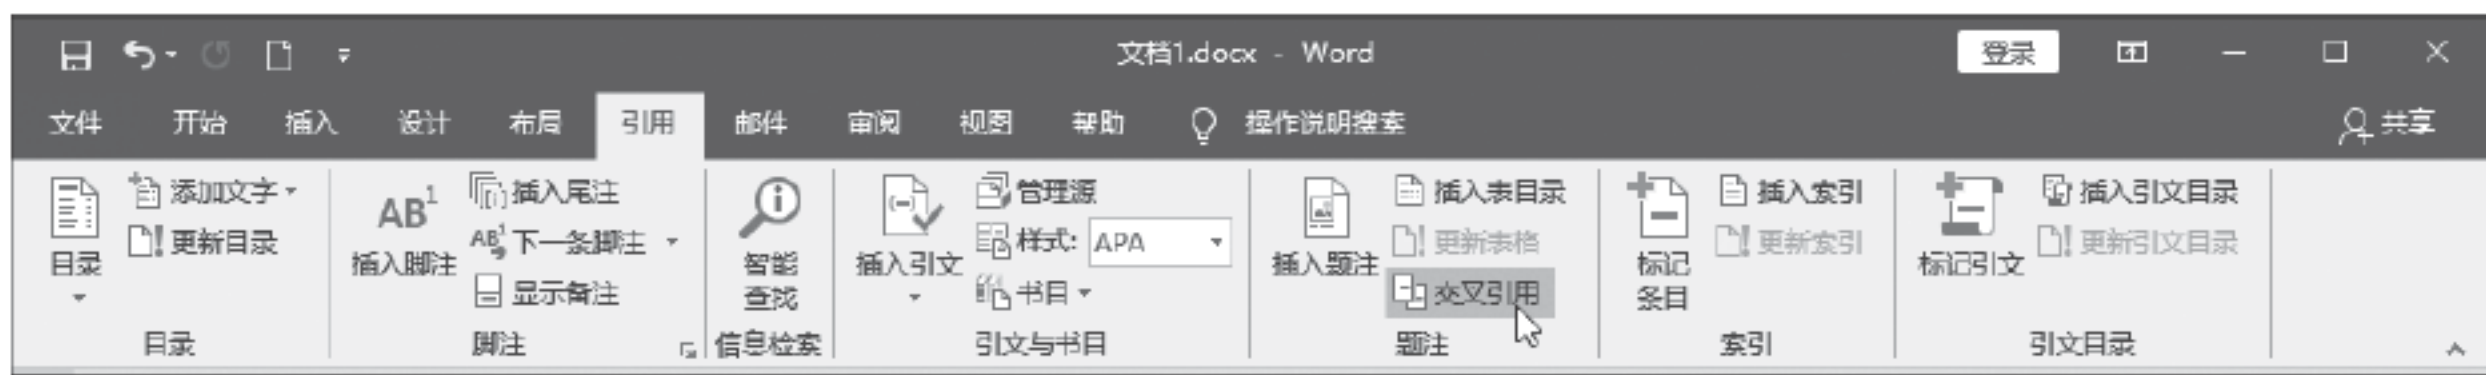 文档1.docx - Word
登录
文件 开始 插入 设计 布局 引用 邮件 审阅 视图 帮助 操作说明搜索 共享
目录
添加文字
更新目录
目录
AB1
插入脚注
插入尾注
AB1 下一条脚注
显示备注
脚注
智能
查找
信息检索
插入引文
管理源
样式: APA
书目
引文与书目
插入题注
插入表目录
更新表格
交叉引用
题注
标记
条目
插入索引
更新索引
索引
标记引文
插入引文目录
更新引文目录
引文目录